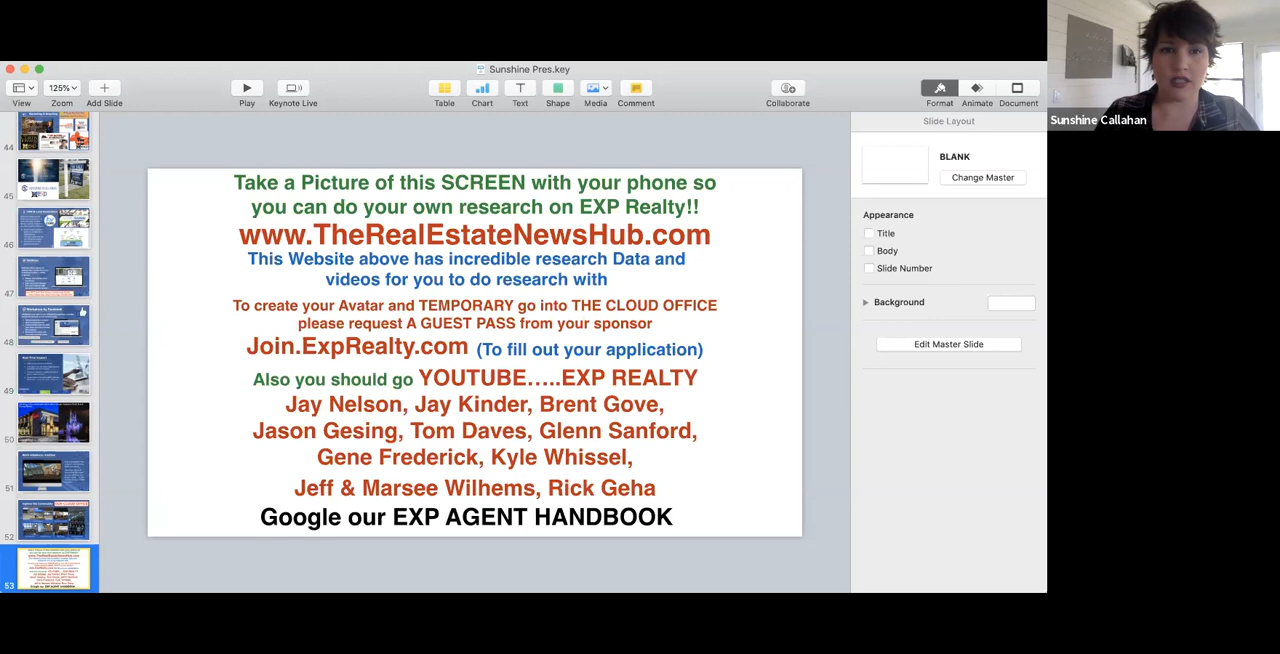 Sunshine Pres.key
125%
View
Zoom
Add Slide
Play
Keynote Live
Table
Chart
Text
Shape
Media
Comment
Collaborate
Format
Animate
Document
Sunshine Callahan
Slide Layout
BLANK
Change Master
Appearance
Title
Body
Slide Number
Background
Edit Master Slide
44
45
46
47
48
49
50
51
52
53
Take a Picture of this SCREEN with your phone so
you can do your own research on EXP Realty!!
www.TheRealEstateNewsHub.com
This Website above has incredible research Data and
videos for you to do research with
To create your Avatar and TEMPORARY go into THE CLOUD OFFICE
please request A GUEST PASS from your sponsor
Join.ExpRealty.com (To fill out your application)
Also you should go YOUTUBE.....EXP REALTY
Jay Nelson, Jay Kinder, Brent Gove,
Jason Gesing, Tom Daves, Glenn Sanford,
Gene Frederick, Kyle Whissel,
Jeff & Marsee Wilhems, Rick Geha
Google our EXP AGENT HANDBOOK